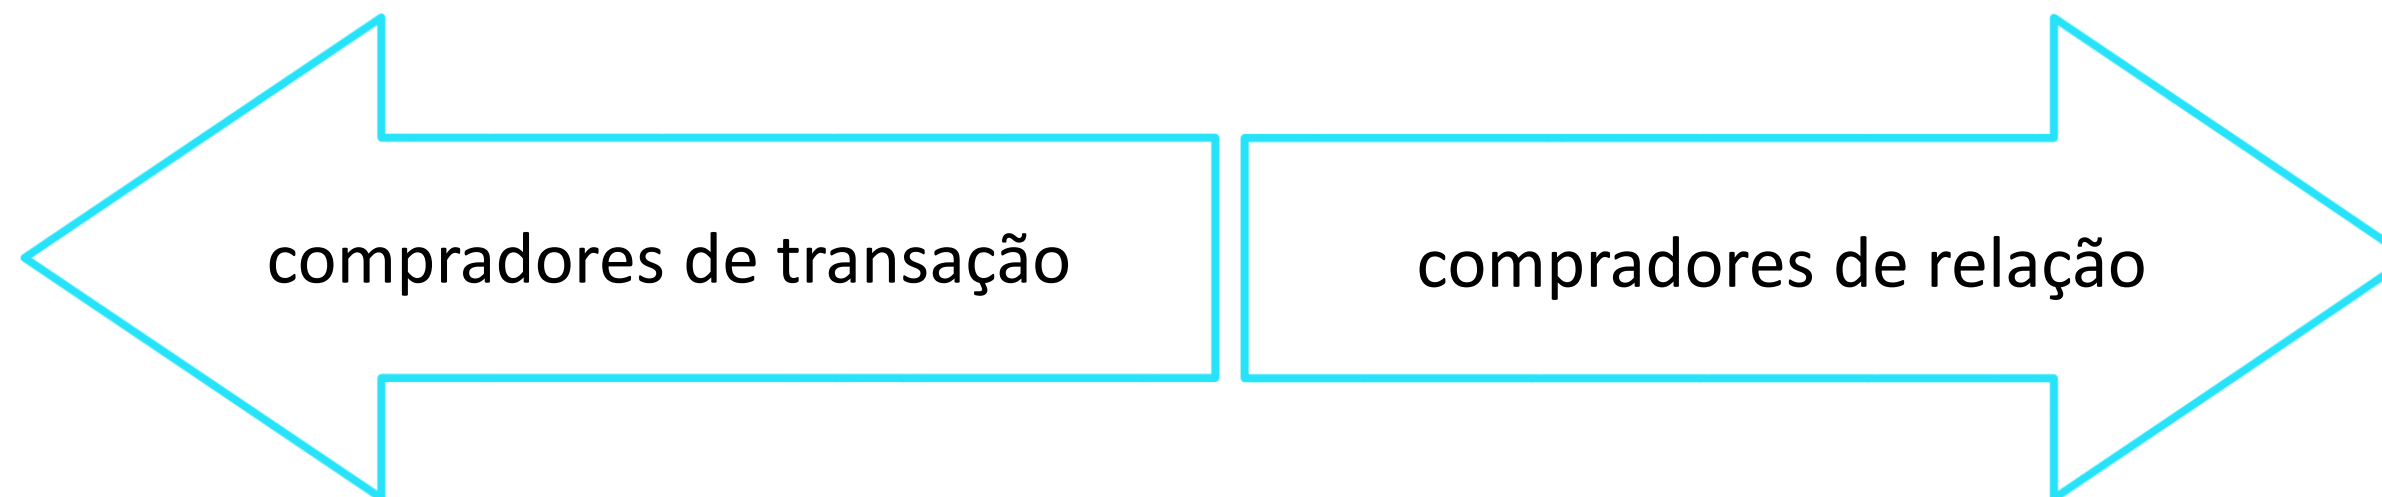 compradores de transação
compradores de relação